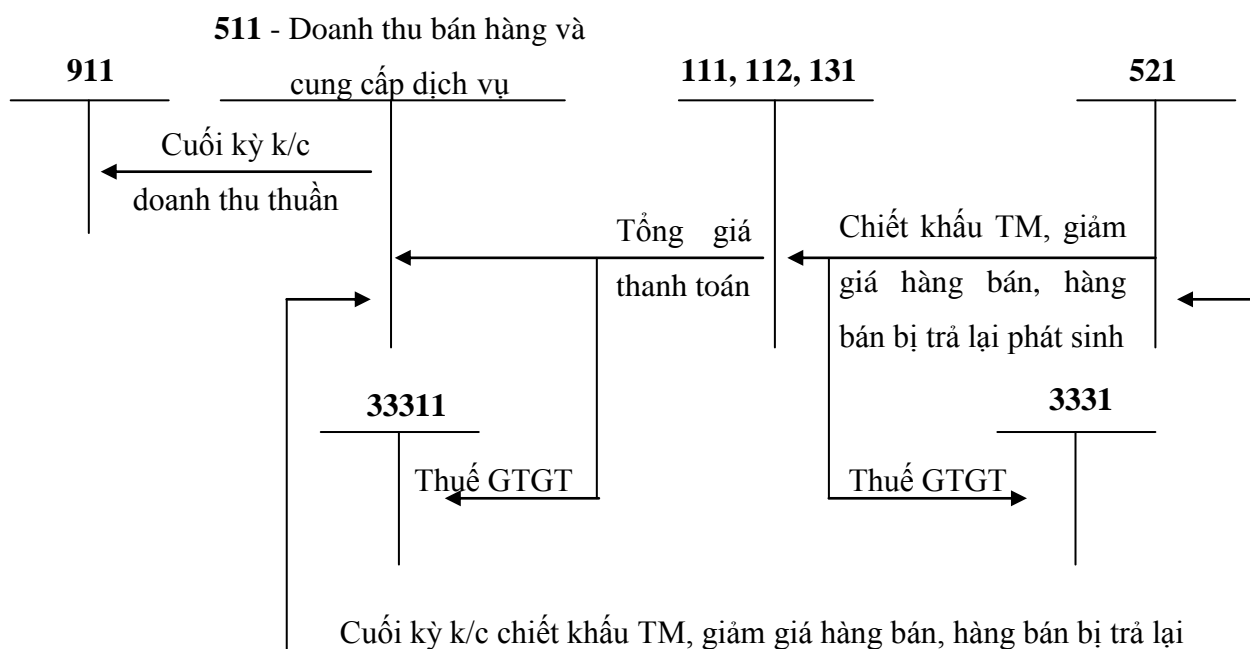 511 - Doanh thu bán hàng và
cung cấp dịch vụ
911
111, 112, 131
521
Cuối kỳ k/c
doanh thu thuần
Tổng giá
thanh toán
Chiết khấu TM, giảm
giá hàng bán, hàng
bán bị trả lại phát sinh
33311
3331
Thuế GTGT
Thuế GTGT
Cuối kỳ k/c chiết khấu TM, giảm giá hàng bán, hàng bán bị trả lại